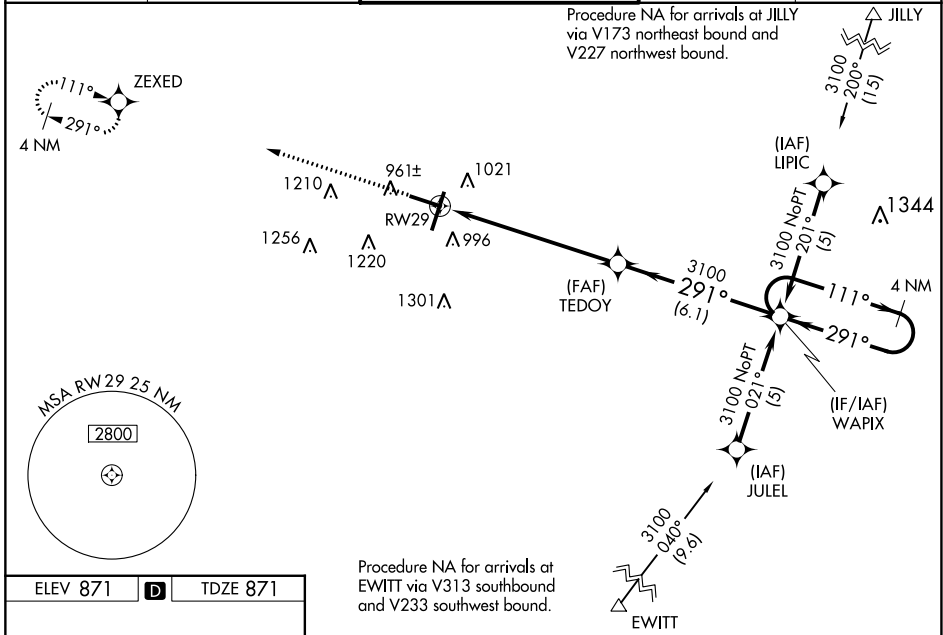 Procedure NA for arrivals at JILLY
via V173 northeast bound and
V227 northwest bound.
JILLY
3100
200°
(15)
ZEXED
111°
291°
4 NM
(IAF)
LIPIC
961±
1021
1210
RW29
1344
996
1256
1220
3100 NoPT
201°
(5)
1301
(FAF)
TEDOY
3100
291°
(6.1)
111°
4 NM
291°
MSA RW 29 25 NM
2800
3100 NoPT
021°
(5)
(IF/IAF)
WAPIX
(IAF)
JULEL
3100
040°
(9.6)
Procedure NA for arrivals at
EWITT via V313 southbound
and V233 southwest bound.
EWITT
ELEV 871 D TDZE 871